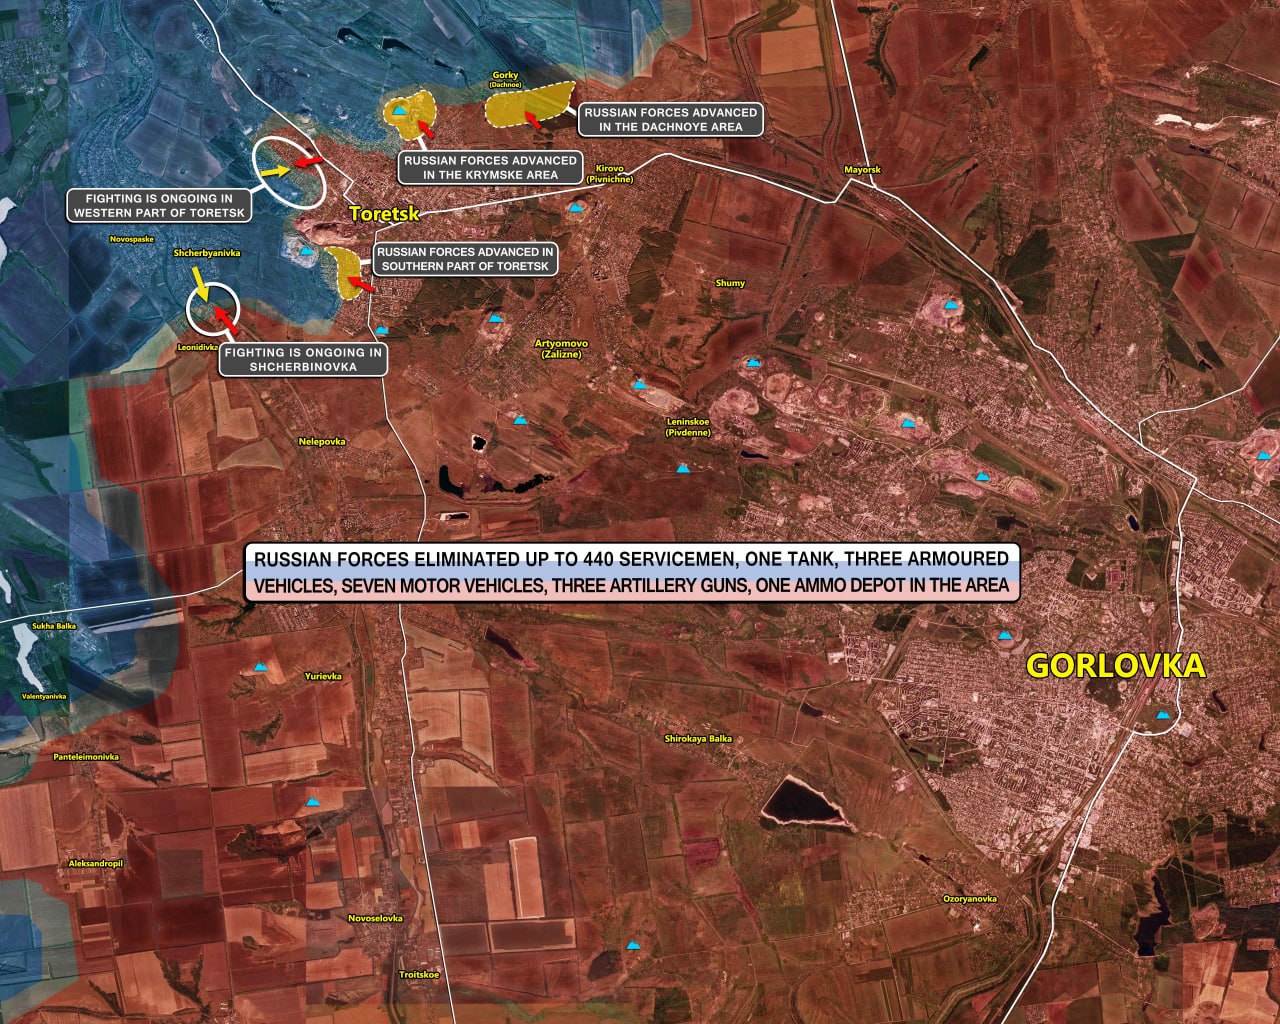 Gorky
(Dachnoe)
RUSSIAN FORCES ADVANCED
IN THE DACHNOYE AREA
RUSSIAN FORCES ADVANCED
IN THE KRYMSKE AREA
Kirovo
(Pivnichne)
Mayorsk
FIGHTING IS ONGOING IN
WESTERN PART OF TORETSK
Toretsk
Novospaske
Shcherbyanivka
RUSSIAN FORCES ADVANCED IN
SOUTHERN PART OF TORETSK
Shumy
Leonidivka
FIGHTING IS ONGOING IN
SHCHERBINOVKA
Artyomovo
(Zalizne)
Leninskoe
(Pivdenne)
Nelepovka
RUSSIAN FORCES ELIMINATED UP TO 440 SERVICEMEN, ONE TANK, THREE ARMOURED
VEHICLES, SEVEN MOTOR VEHICLES, THREE ARTILLERY GUNS, ONE AMMO DEPOT IN THE AREA
Sukha Balka
GORLOVKA
Yurievka
Valentyanivka
Shirokaya Balka
Panteleimonivka
Aleksandropil
Ozoryanovka
Novoselovka
Troitskoe